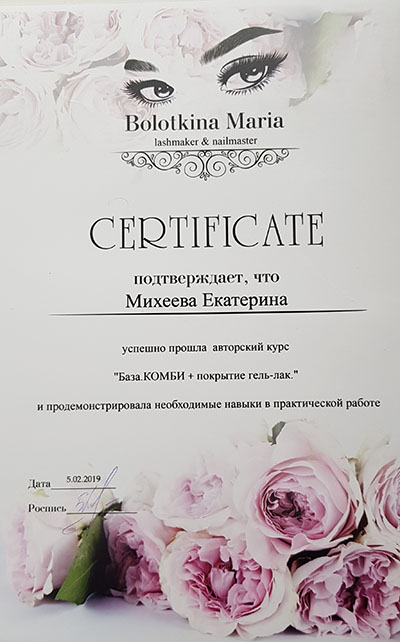 Bolotkina Maria
lashmaker & nailmaster
CERTIFICATE
подтверждает, что
Михеева Екатерина
успешно прошла авторский курс
"База.КОМБИ + покрытие гель-лак."
и продемонстрировала необходимые навыки в практической работе
Дата 5.02.2019
Роспись